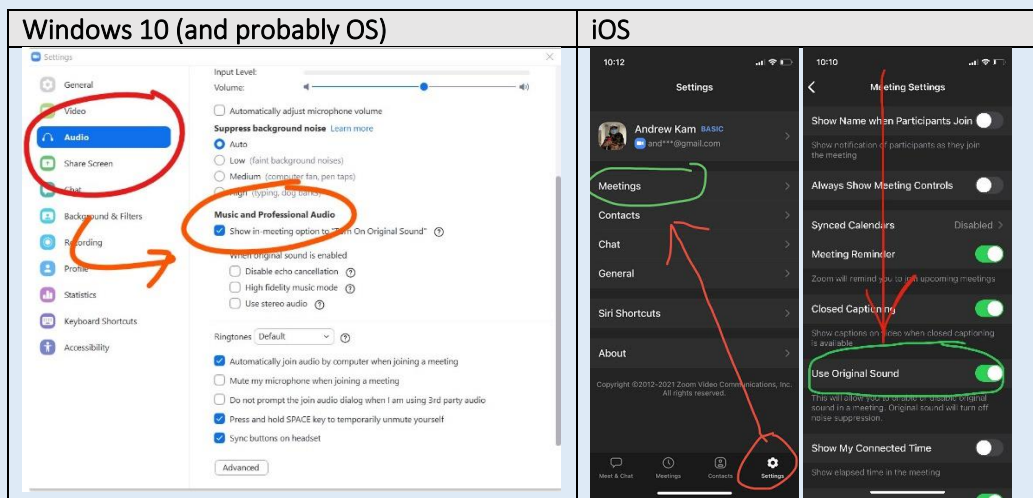 Windows 10 (and probably OS)
iOS
Settings
General
Video
Audio
Share Screen
Chat
Background & Filters
Recording
Profile
Statistics
Keyboard Shortcuts
Accessibility
Input Level:
Volume:
Automatically adjust microphone volume
Suppress background noise Learn more
Auto
Low (faint background noises)
Medium (computer fan, pen taps)
High (typing, dog barks)
Music and Professional Audio
Show in-meeting option to "Turn On Original Sound"
When original sound is enabled
Disable echo cancellation
High fidelity music mode
Use stereo audio
Ringtones Default
Automatically join audio by computer when joining a meeting
Mute my microphone when joining a meeting
Do not prompt the join audio dialog when I am using 3rd party audio
Press and hold SPACE key to temporarily unmute yourself
Sync buttons on headset
Advanced
10:12
Settings
Andrew Kam BASIC
and***@gmail.com
Meetings
Contacts
Chat
General
Siri Shortcuts
About
Copyright ©2012-2021 Zoom Video Communications, Inc.
All rights reserved.
Meet & Chat
Meetings
Contacts
Settings
10:10
Meeting Settings
Show Name when Participants Join
Show notification of participants as they join
the meeting
Always Show Meeting Controls
Synced Calendars Disabled
Meeting Reminder
Zoom will remind you to join upcoming meetings
Closed Captioning
Show captions on video when closed captioning
is available
Use Original Sound
This will allow you to enable or disable original
sound in a meeting. Original sound will turn off
noise suppression.
Show My Connected Time
Show elapsed time in the meeting